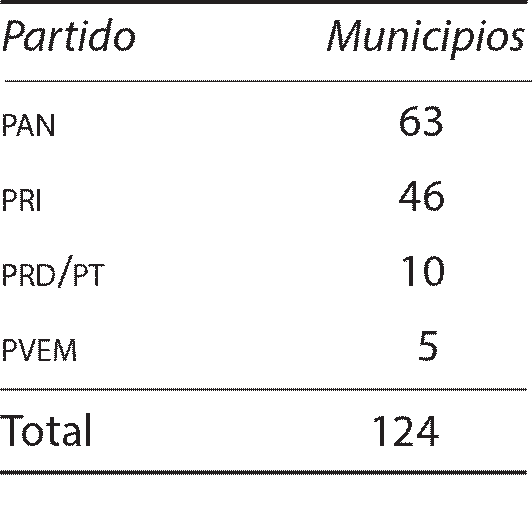 Partido Municipios
PAN 63
PRI 46
PRD/PT 10
PVEM 5
Total 124